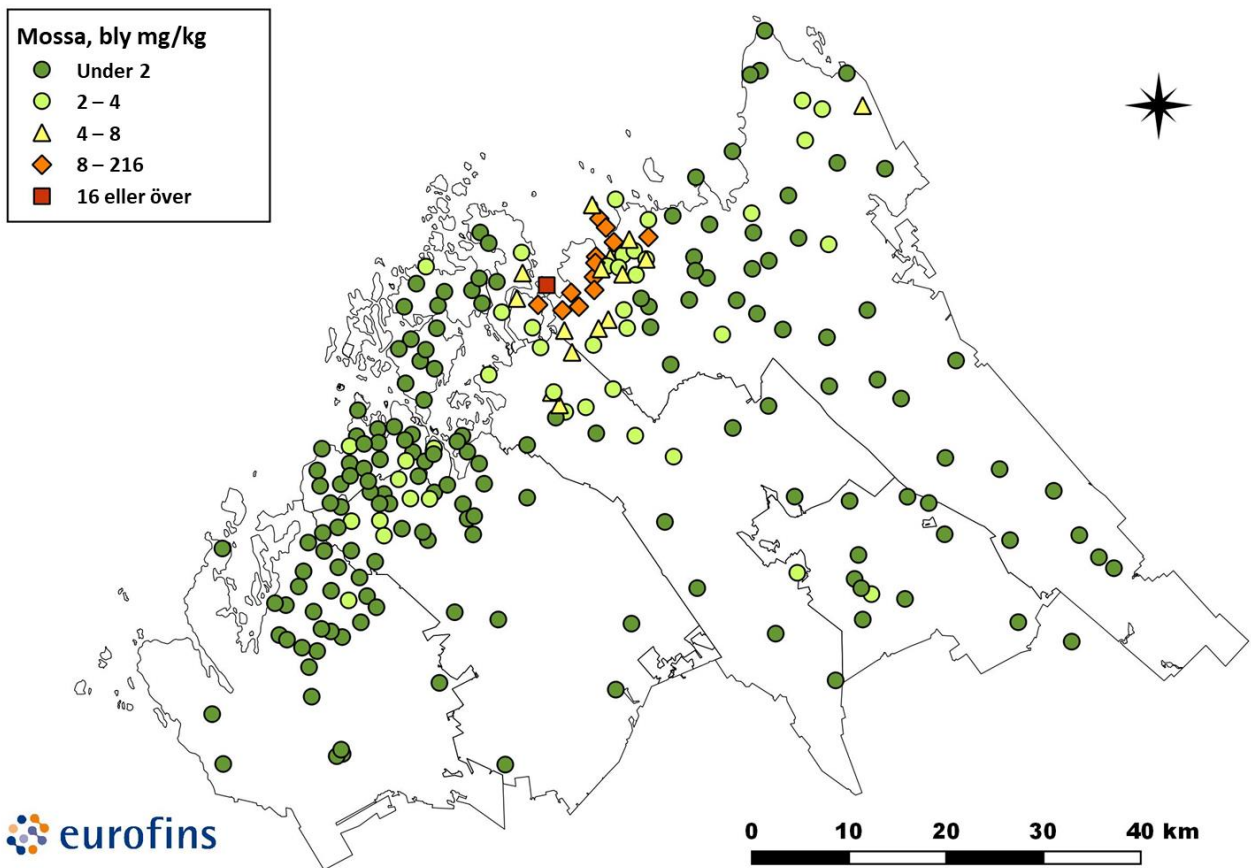 Mossa, bly mg/kg
Under 2
2 – 4
4 – 8
8 – 216
16 eller över
eurofins
0 10 20 30 40 km